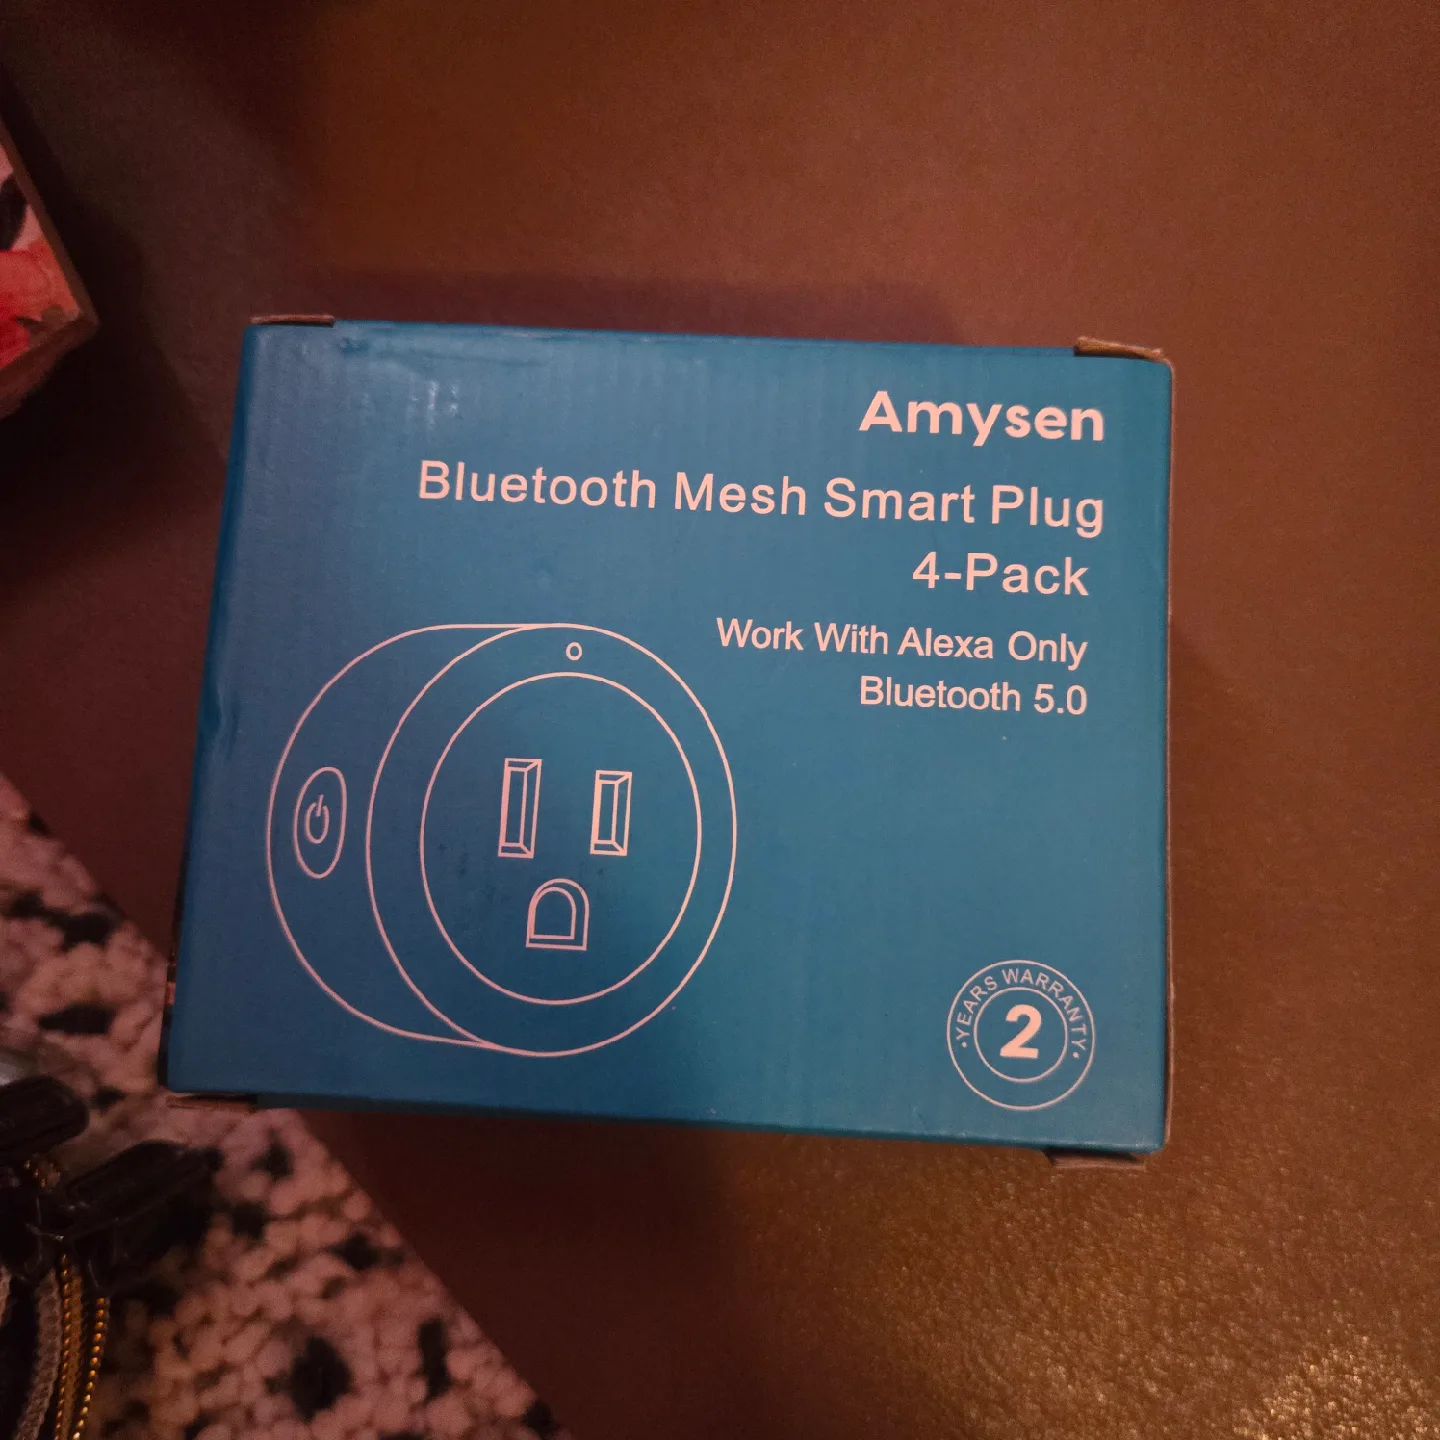 Amysen
Bluetooth Mesh Smart Plug
4-Pack
Work With Alexa Only
Bluetooth 5.0
·YEARS WARRANTY·
2